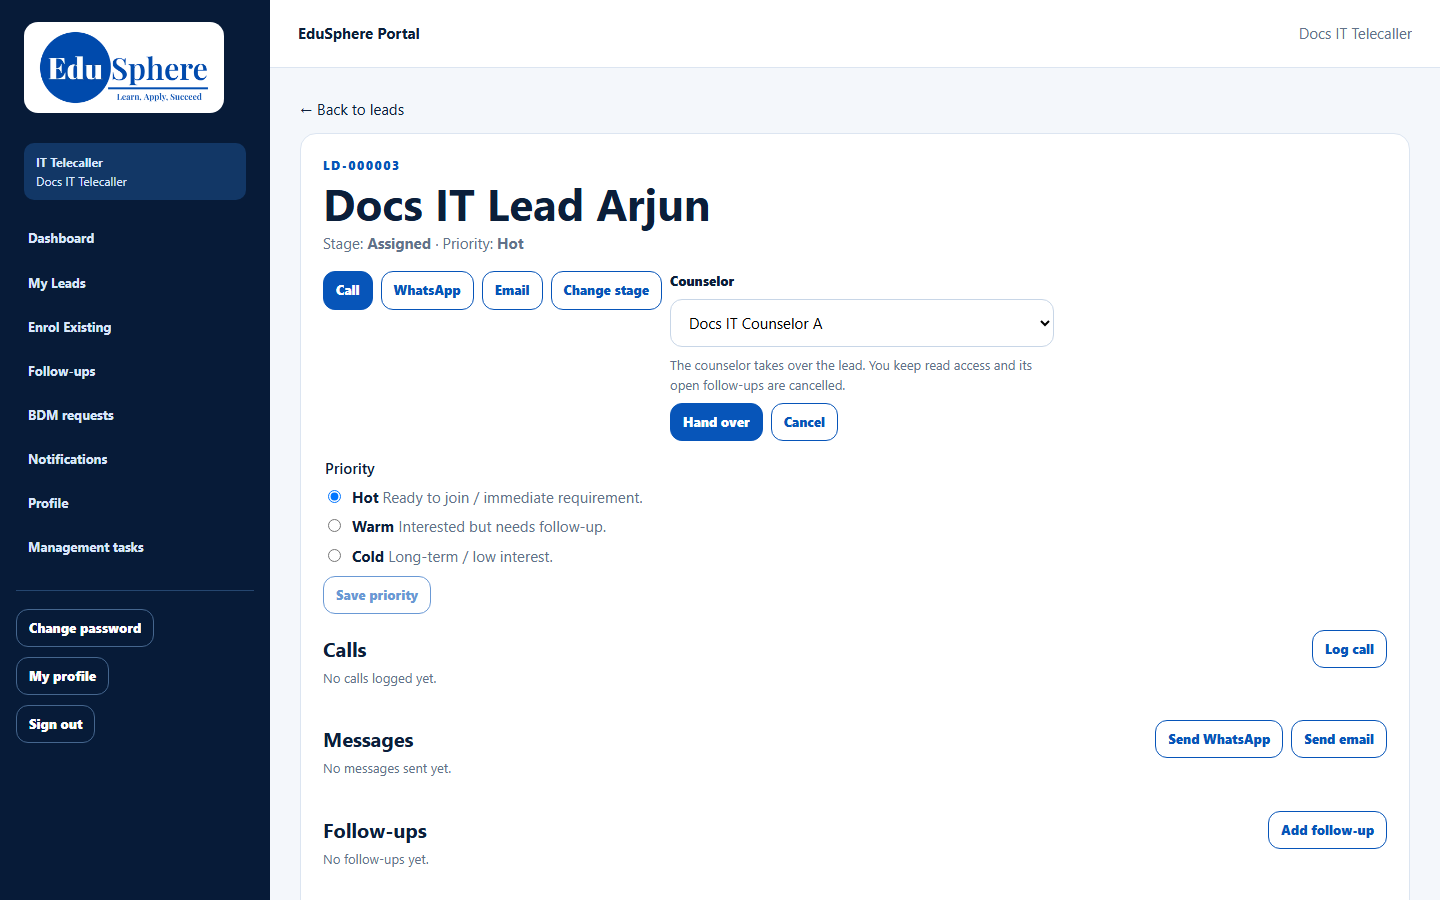 EduSphere
Learn. Apply, Succeed
IT Telecaller
Docs IT Telecaller
Dashboard
My Leads
Enrol Existing
Follow-ups
BDM requests
Notifications
Profile
Management tasks
Change password
My profile
Sign out
EduSphere Portal
Docs IT Telecaller
← Back to leads
LD-000003
Docs IT Lead Arjun
Stage: Assigned · Priority: Hot
Call WhatsApp Email Change stage
Counselor
Docs IT Counselor A
The counselor takes over the lead. You keep read access and its
open follow-ups are cancelled.
Hand over Cancel
Priority
Hot Ready to join / immediate requirement.
Warm Interested but needs follow-up.
Cold Long-term / low interest.
Save priority
Calls Log call
No calls logged yet.
Messages Send WhatsApp Send email
No messages sent yet.
Follow-ups Add follow-up
No follow-ups yet.